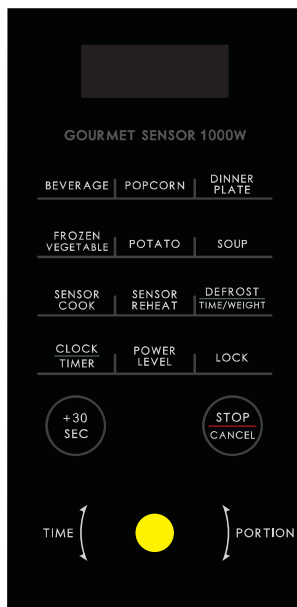 GOURMET SENSOR 1000W
BEVERAGE POPCORN DINNER PLATE
FROZEN VEGETABLE POTATO SOUP
SENSOR COOK SENSOR REHEAT DEFROST TIME/WEIGHT
CLOCK TIMER POWER LEVEL LOCK
+30 SEC STOP CANCEL
TIME PORTION